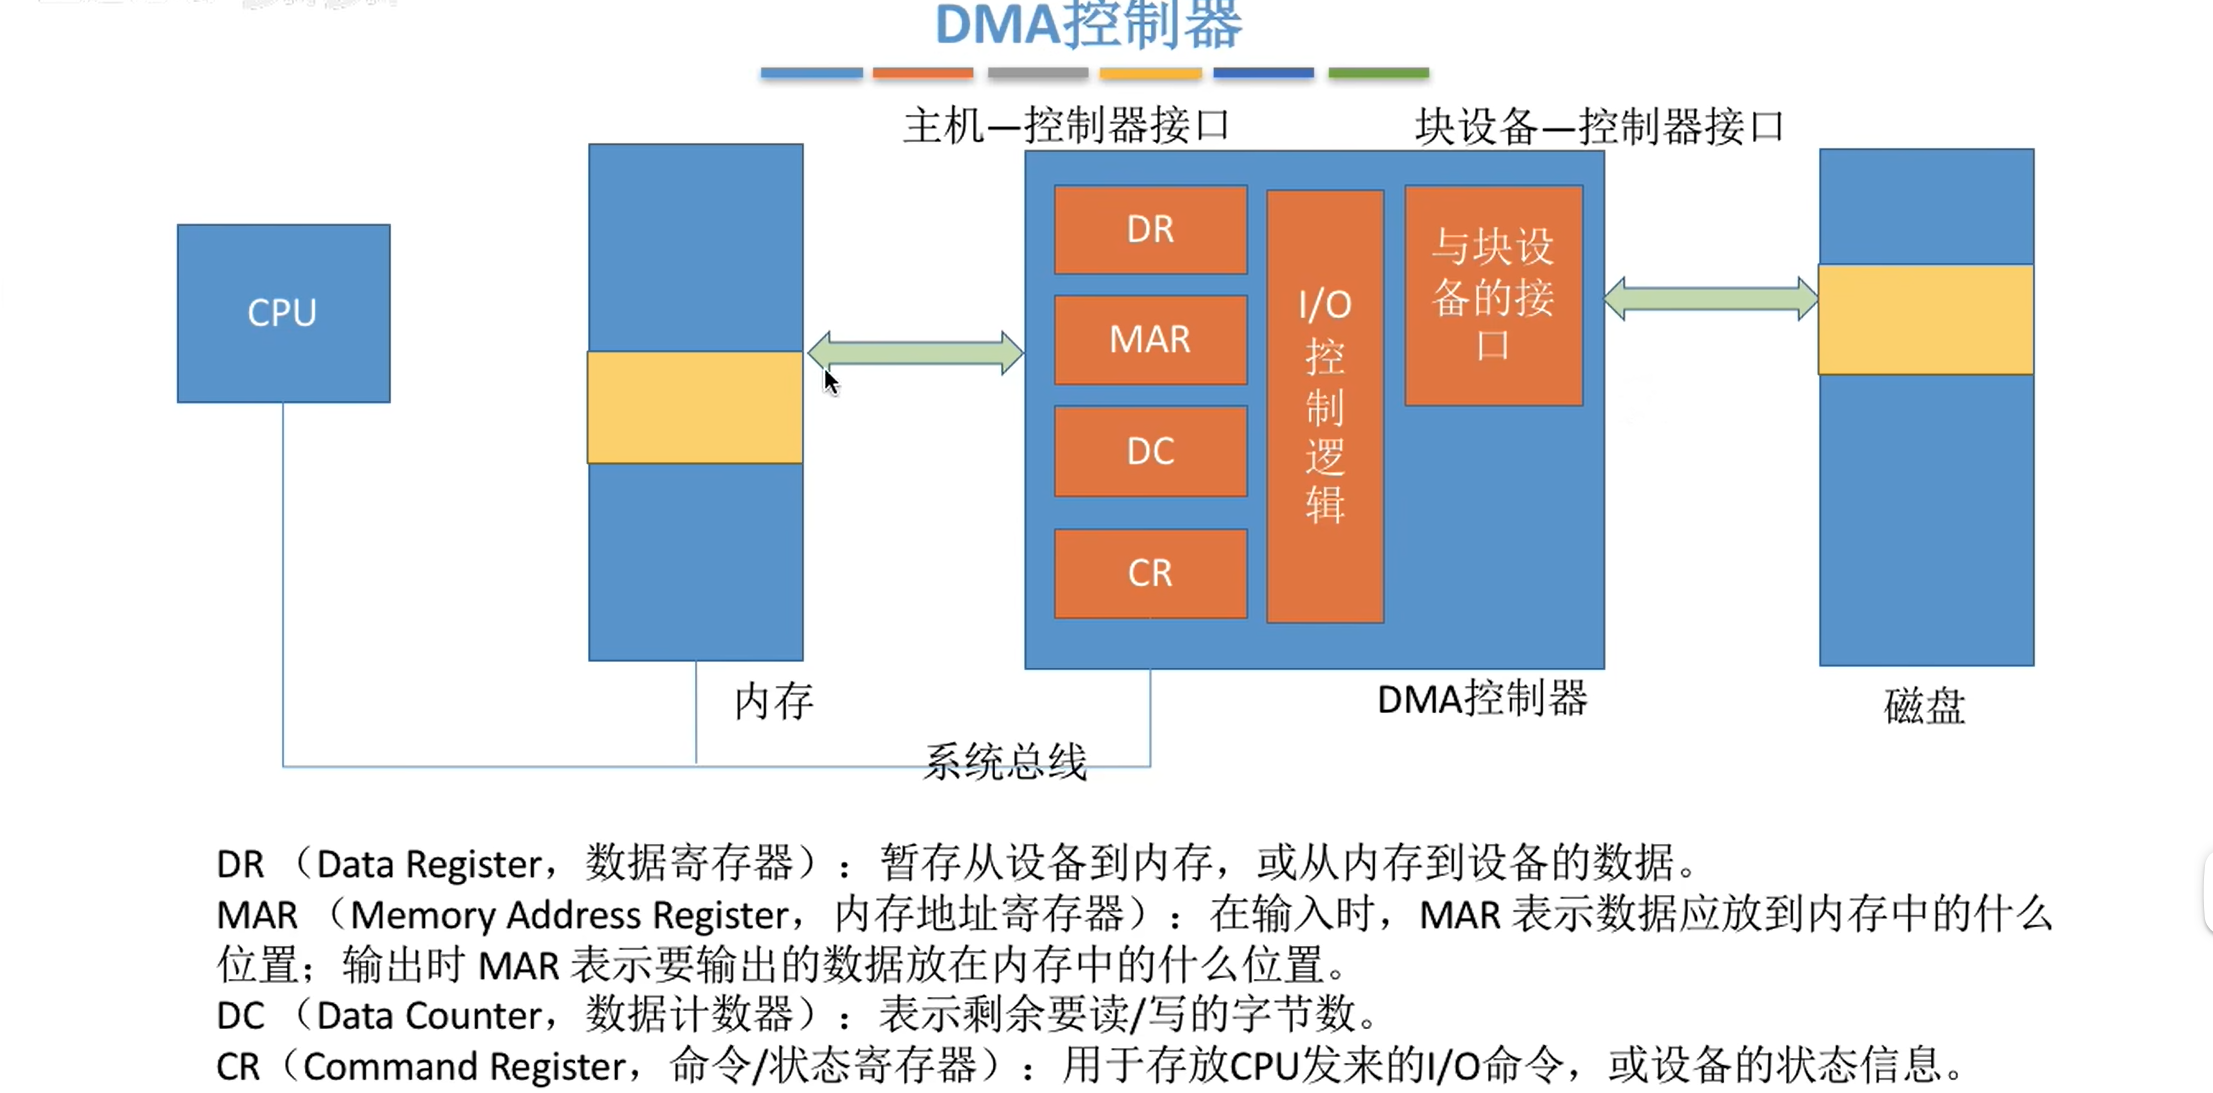 DMA控制器
主机—控制器接口
块设备—控制器接口
CPU
DR
MAR
DC
CR
I/O
控
制
逻
辑
与块设
备的接
口
内存
DMA控制器
磁盘
系统总线
DR （Data Register，数据寄存器）：暂存从设备到内存，或从内存到设备的数据。
MAR （Memory Address Register，内存地址寄存器）：在输入时，MAR 表示数据应放到内存中的什么
位置；输出时 MAR 表示要输出的数据放在内存中的什么位置。
DC （Data Counter，数据计数器）：表示剩余要读/写的字节数。
CR（Command Register，命令/状态寄存器）：用于存放CPU发来的I/O命令，或设备的状态信息。